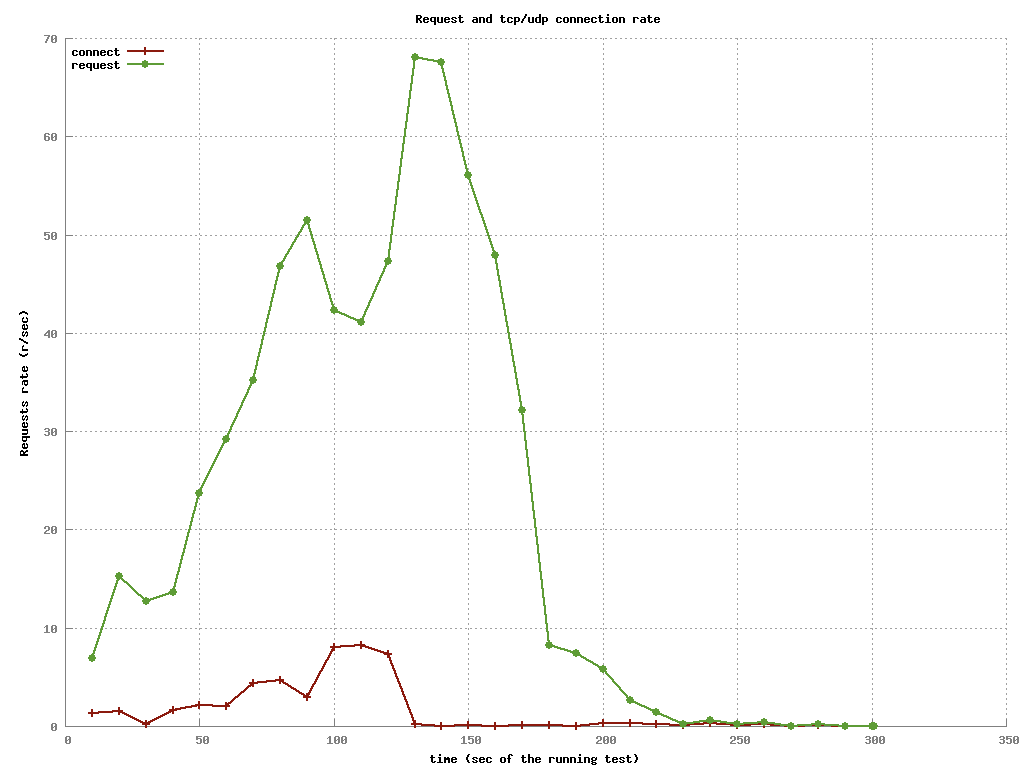 Request and tcp/udp connection rate
connect
request
70
60
50
40
30
20
10
0
0 50 100 150 200 250 300 350
Requests rate (r/sec)
time (sec of the running test)